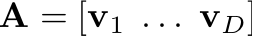 𝐀 = [𝐯₁ … 𝐯_D]